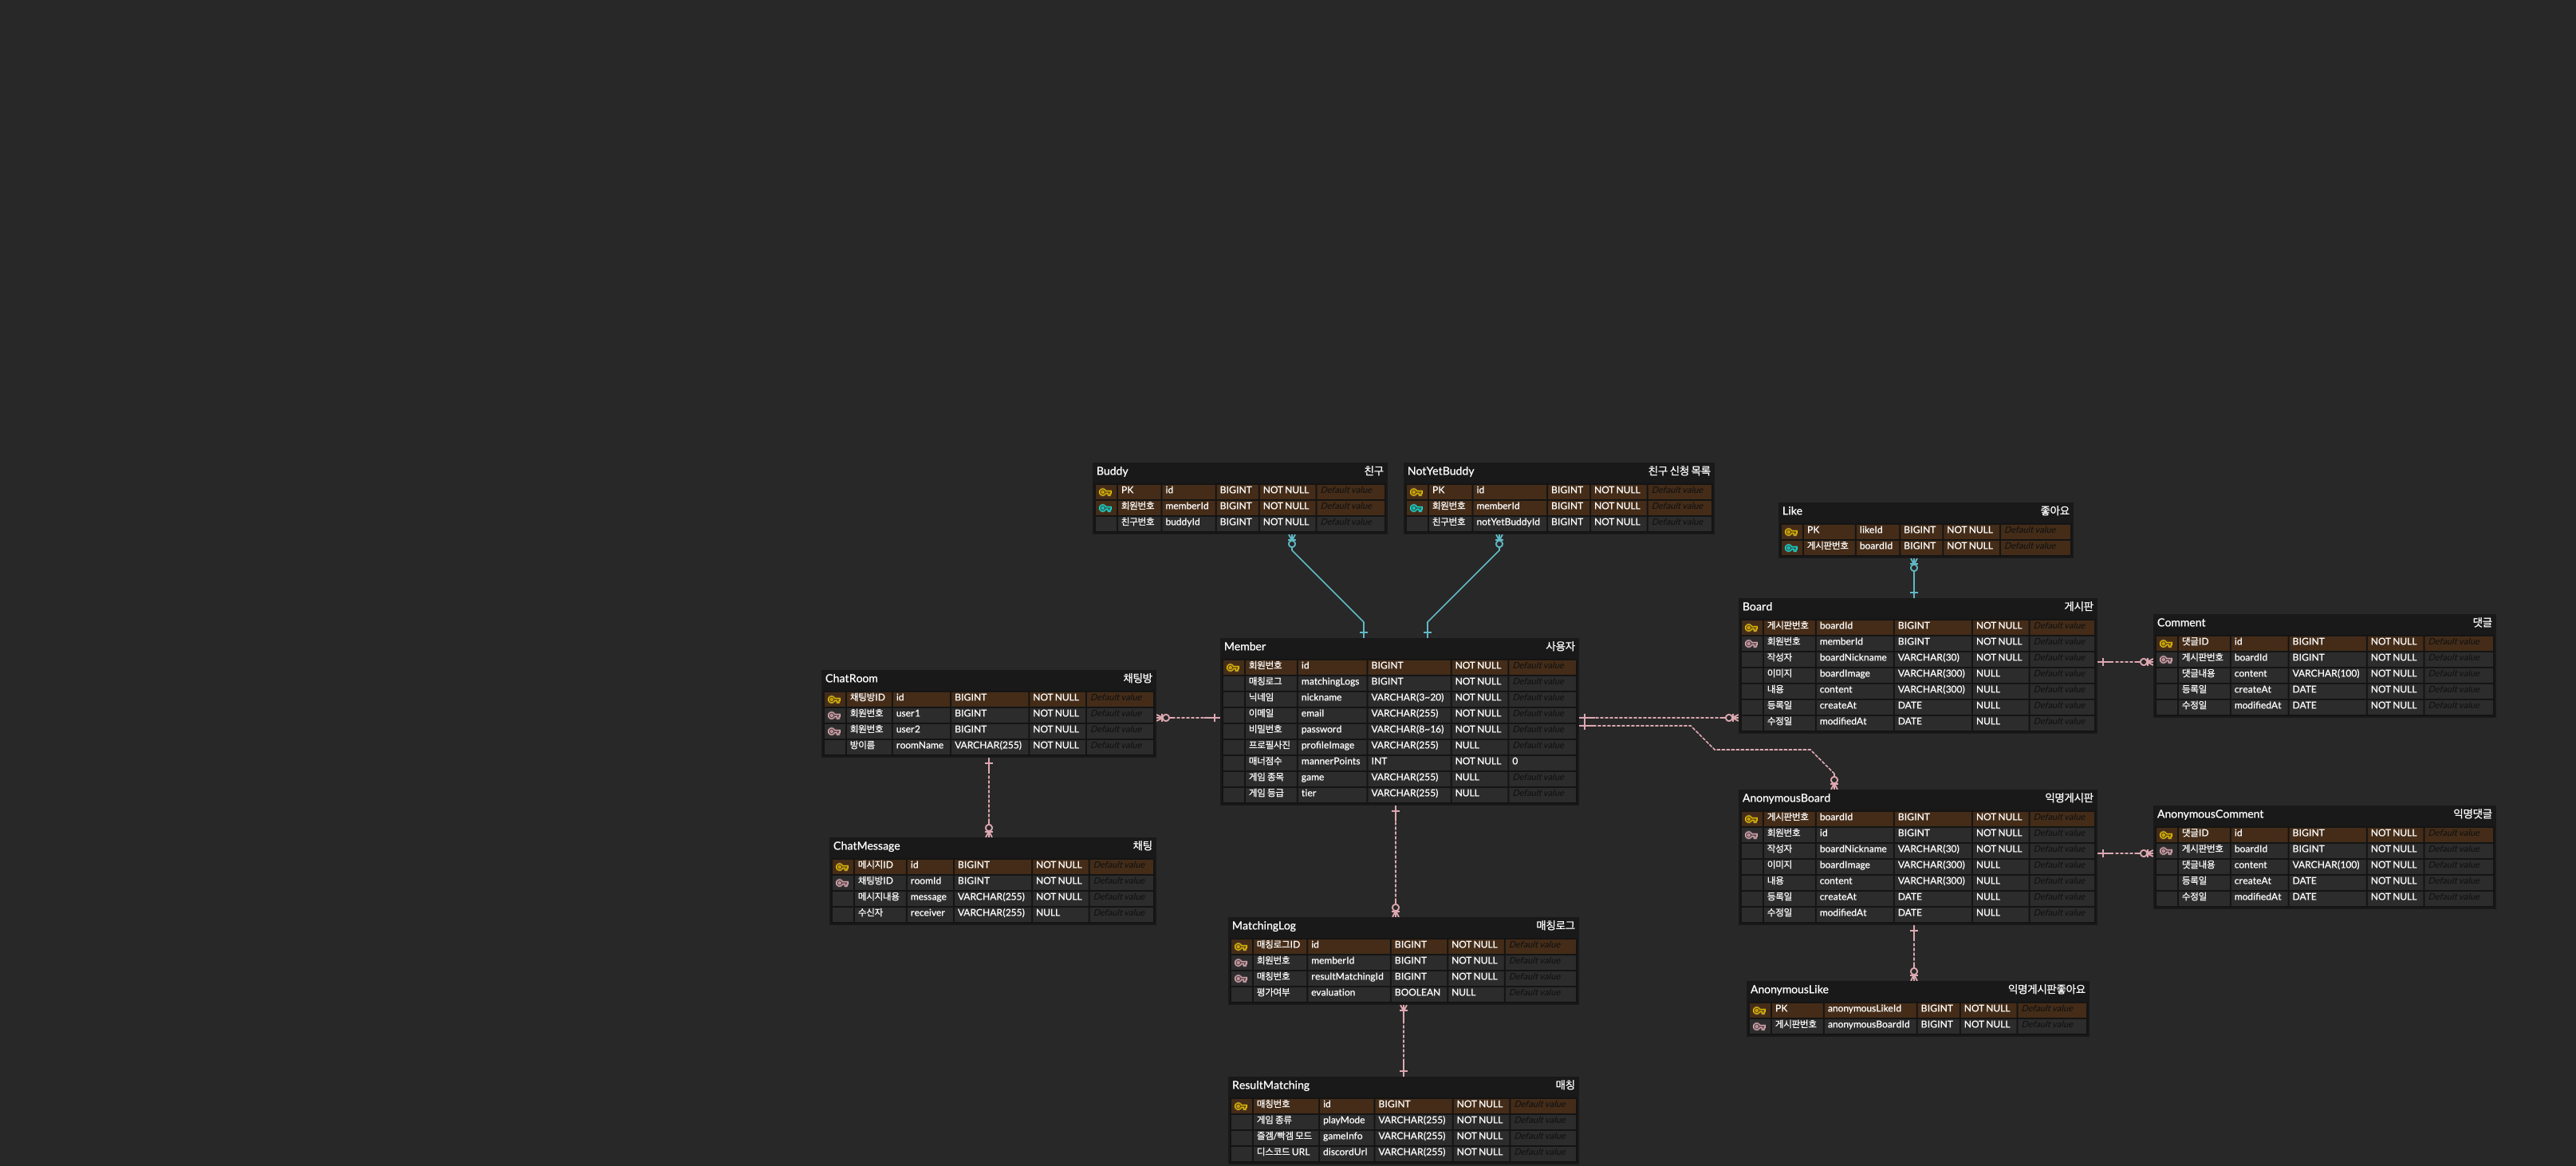 Buddy 친구
PK id BIGINT NOT NULL Default value
회원번호 memberId BIGINT NOT NULL Default value
친구번호 buddyId BIGINT NOT NULL Default value
NotYetBuddy 친구 신청 목록
PK id BIGINT NOT NULL Default value
회원번호 memberId BIGINT NOT NULL Default value
친구번호 notYetBuddyId BIGINT NOT NULL Default value
Like 좋아요
PK likeId BIGINT NOT NULL Default value
게시판번호 boardId BIGINT NOT NULL Default value
Board 게시판
게시판번호 boardId BIGINT NOT NULL Default value
회원번호 memberId BIGINT NOT NULL Default value
작성자 boardNickname VARCHAR(30) NOT NULL Default value
이미지 boardImage VARCHAR(300) NULL Default value
내용 content VARCHAR(300) NULL Default value
등록일 createAt DATE NULL Default value
수정일 modifiedAt DATE NULL Default value
Comment 댓글
댓글ID id BIGINT NOT NULL Default value
게시판번호 boardId BIGINT NOT NULL Default value
댓글내용 content VARCHAR(100) NOT NULL Default value
등록일 createAt DATE NOT NULL Default value
수정일 modifiedAt DATE NOT NULL Default value
Member 사용자
회원번호 id BIGINT NOT NULL Default value
매칭로그 matchingLogs BIGINT NOT NULL Default value
닉네임 nickname VARCHAR(3~20) NOT NULL Default value
이메일 email VARCHAR(255) NOT NULL Default value
비밀번호 password VARCHAR(8~16) NOT NULL Default value
프로필사진 profileImage VARCHAR(255) NULL Default value
매너점수 mannerPoints INT NOT NULL 0
게임 종목 game VARCHAR(255) NULL Default value
게임 등급 tier VARCHAR(255) NULL Default value
ChatRoom 채팅방
채팅방ID id BIGINT NOT NULL Default value
회원번호 user1 BIGINT NOT NULL Default value
회원번호 user2 BIGINT NOT NULL Default value
방이름 roomName VARCHAR(255) NOT NULL Default value
ChatMessage 채팅
메시지ID id BIGINT NOT NULL Default value
채팅방ID roomId BIGINT NOT NULL Default value
메시지내용 message VARCHAR(255) NOT NULL Default value
수신자 receiver VARCHAR(255) NULL Default value
AnonymousBoard 익명게시판
게시판번호 boardId BIGINT NOT NULL Default value
회원번호 id BIGINT NOT NULL Default value
작성자 boardNickname VARCHAR(30) NOT NULL Default value
이미지 boardImage VARCHAR(300) NULL Default value
내용 content VARCHAR(300) NULL Default value
등록일 createAt DATE NULL Default value
수정일 modifiedAt DATE NULL Default value
AnonymousComment 익명댓글
댓글ID id BIGINT NOT NULL Default value
게시판번호 boardId BIGINT NOT NULL Default value
댓글내용 content VARCHAR(100) NOT NULL Default value
등록일 createAt DATE NOT NULL Default value
수정일 modifiedAt DATE NOT NULL Default value
MatchingLog 매칭로그
매칭로그ID id BIGINT NOT NULL Default value
회원번호 memberId BIGINT NOT NULL Default value
매칭번호 resultMatchingId BIGINT NOT NULL Default value
평가여부 evaluation BOOLEAN NULL Default value
AnonymousLike 익명게시판좋아요
PK anonymousLikeId BIGINT NOT NULL Default value
게시판번호 anonymousBoardId BIGINT NOT NULL Default value
ResultMatching 매칭
매칭번호 id BIGINT NOT NULL Default value
게임 종류 playMode VARCHAR(255) NOT NULL Default value
즐겜/빡겜 모드 gameInfo VARCHAR(255) NOT NULL Default value
디스코드 URL discordUrl VARCHAR(255) NOT NULL Default value